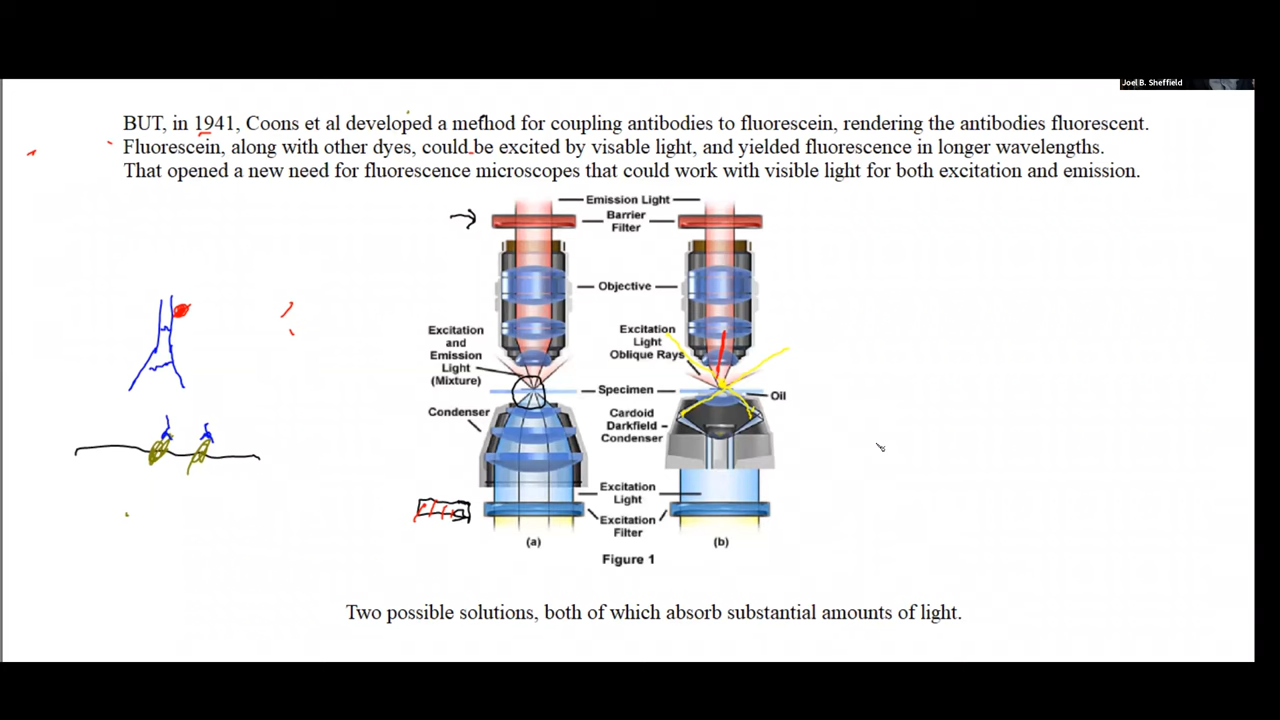 Joel B. Sheffield
BUT, in 1941, Coons et al developed a method for coupling antibodies to fluorescein, rendering the antibodies fluorescent.
Fluorescein, along with other dyes, could be excited by visable light, and yielded fluorescence in longer wavelengths.
That opened a new need for fluorescence microscopes that could work with visible light for both excitation and emission.
Emission Light
Barrier
Filter
Objective
Excitation
and
Emission
Light
(Mixture)
Excitation
Light
Oblique Rays
Specimen
Oil
Condenser
Cardoid
Darkfield
Condenser
Excitation
Light
Excitation
Filter
(a)
(b)
Figure 1
Two possible solutions, both of which absorb substantial amounts of light.